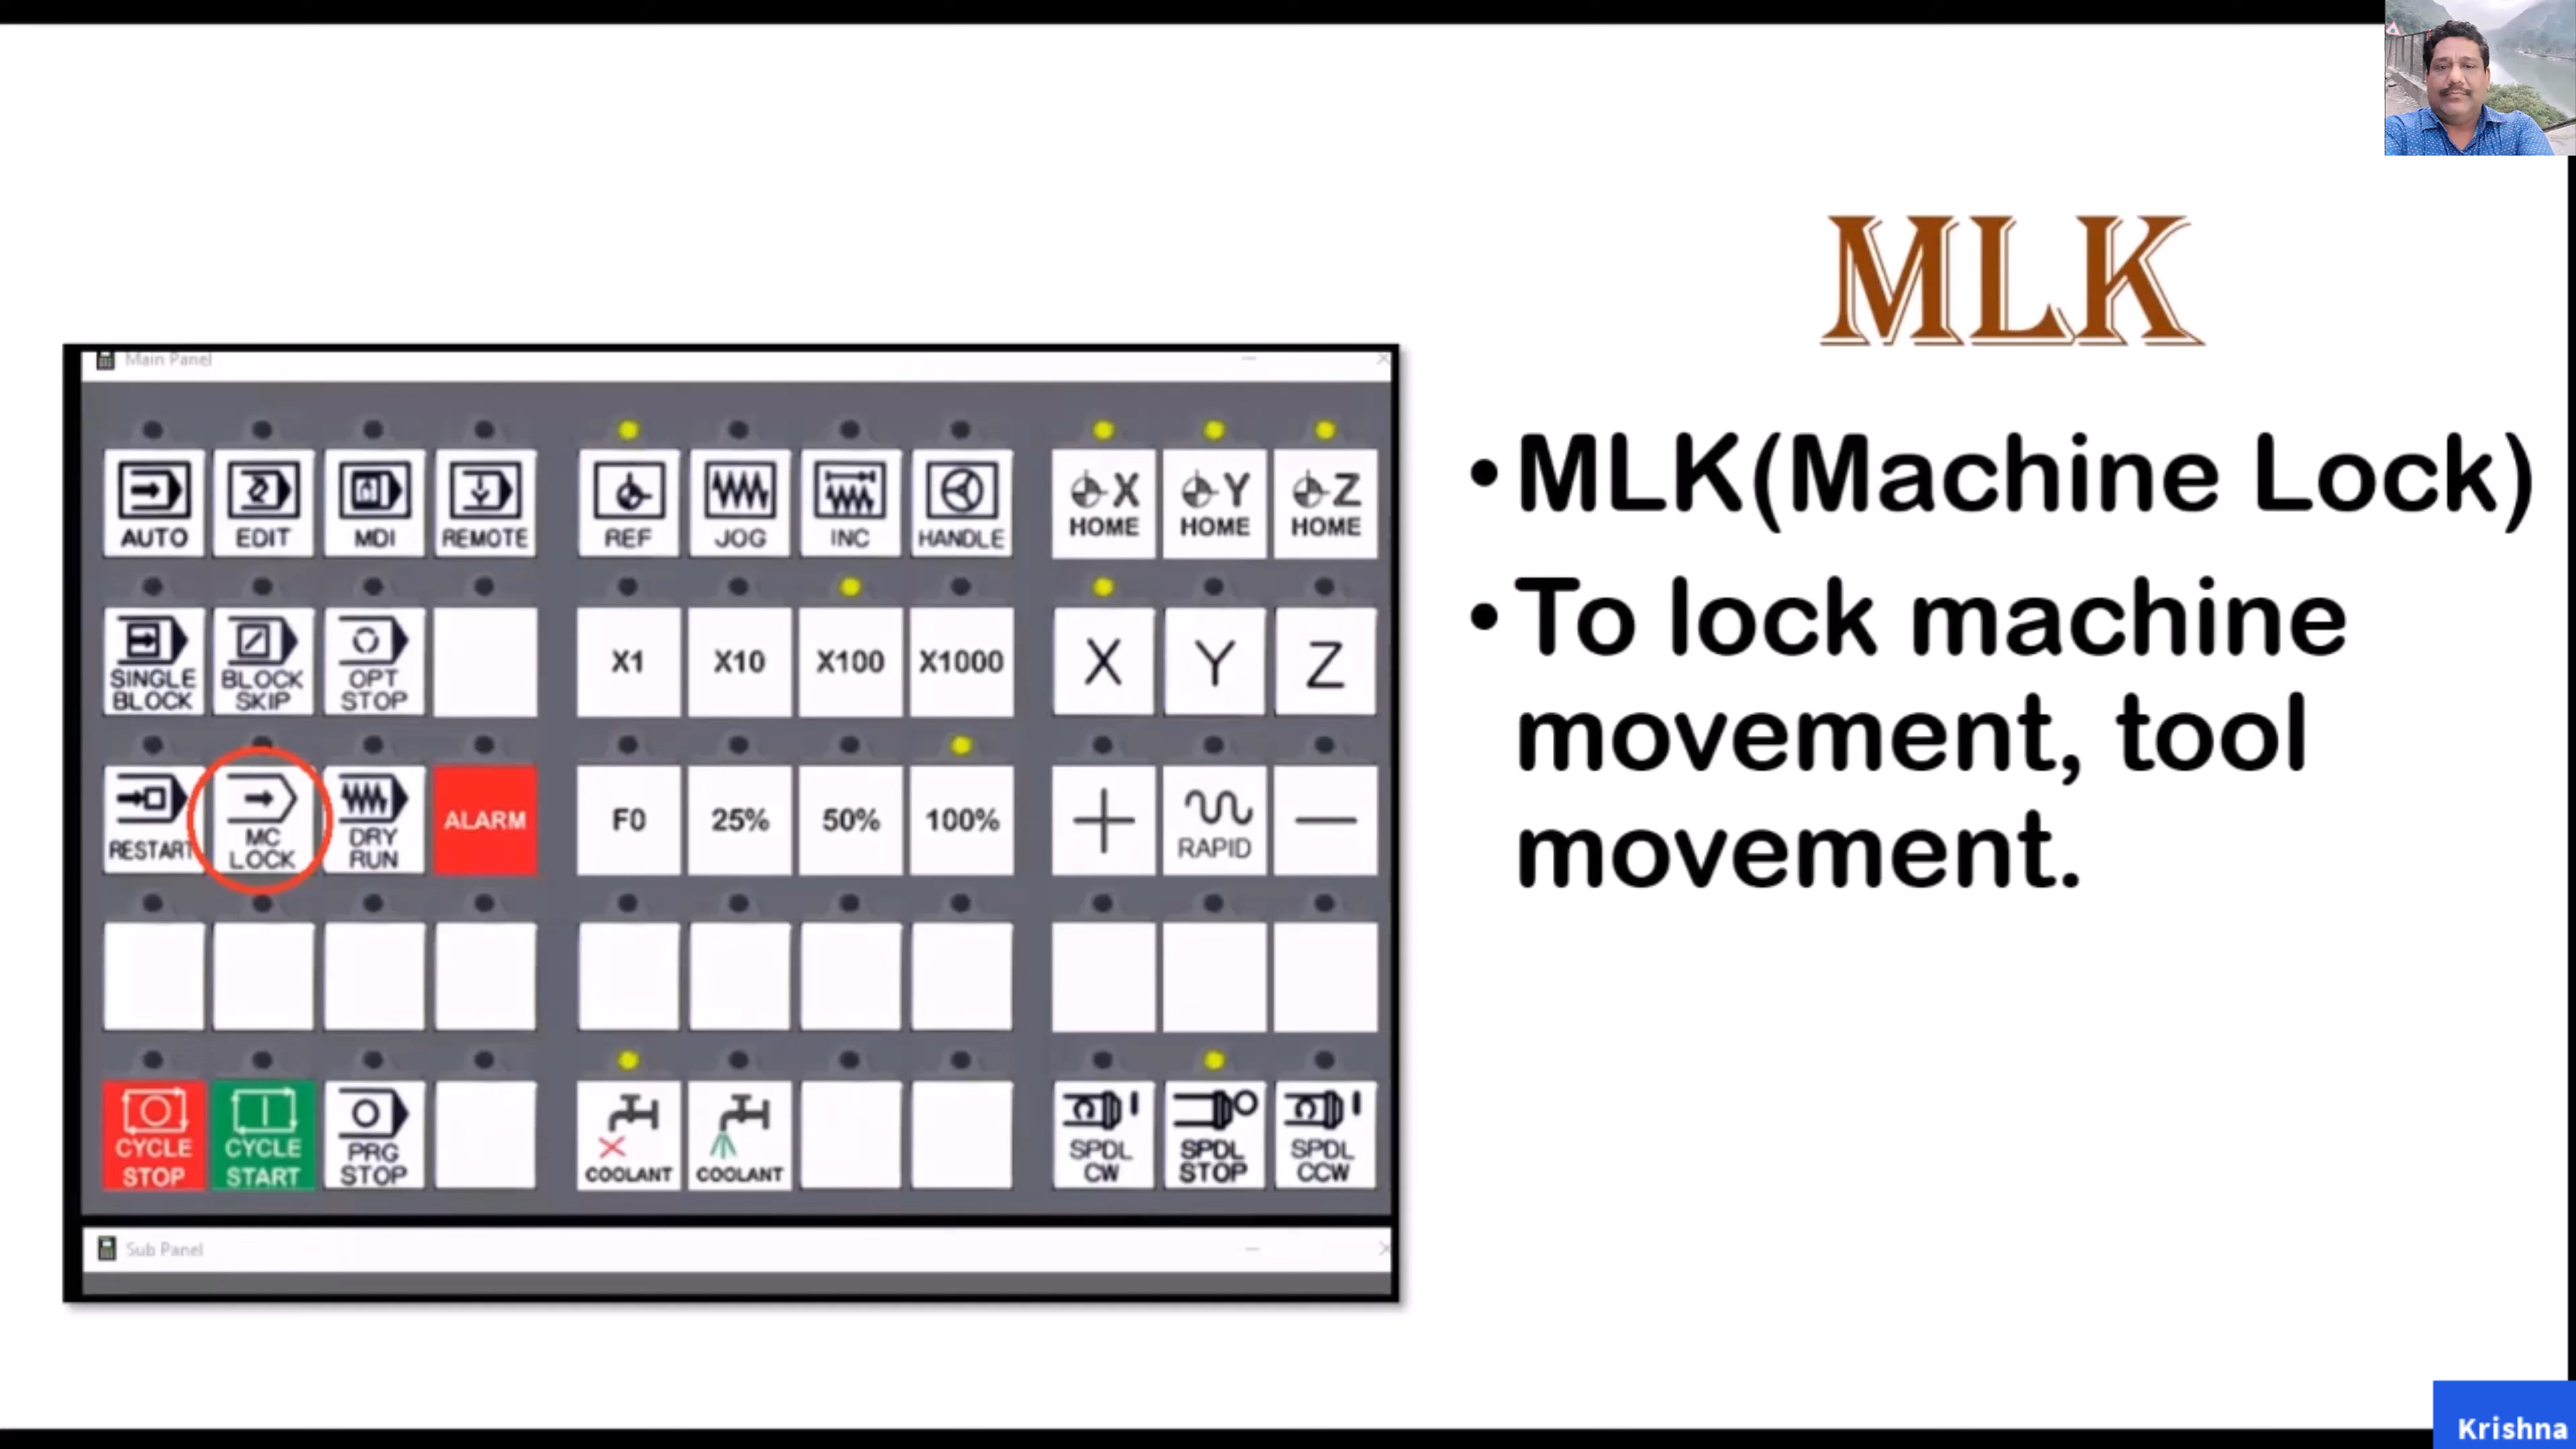 MLK
•MLK(Machine Lock)
•To lock machine
movement, tool
movement.
Main Panel
AUTO EDIT MDI REMOTE REF JOG INC HANDLE X HOME Y HOME Z HOME
SINGLE BLOCK BLOCK SKIP OPT STOP X1 X10 X100 X1000 X Y Z
RESTART MC LOCK DRY RUN ALARM F0 25% 50% 100% + RAPID —
CYCLE STOP CYCLE START PRG STOP COOLANT COOLANT SPDL CW SPDL STOP SPDL CCW
Sub Panel
Krishna